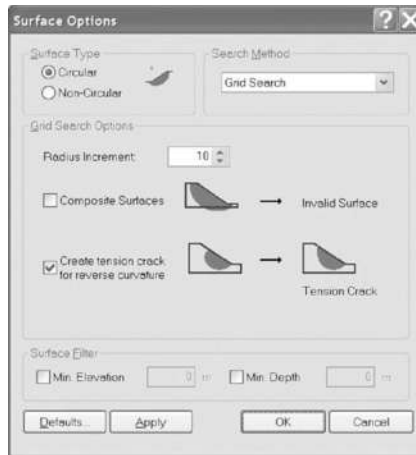 Surface Options
Surface Type
Circular
Non-Circular
Search Method
Grid Search
Grid Search Options
Radius Increment:
10
Composite Surfaces
Invalid Surface
Create tension crack
for reverse curvature
Tension Crack
Surface Filter
Min. Elevation
0 m
Min. Depth
0 m
Defaults...
Apply
OK
Cancel